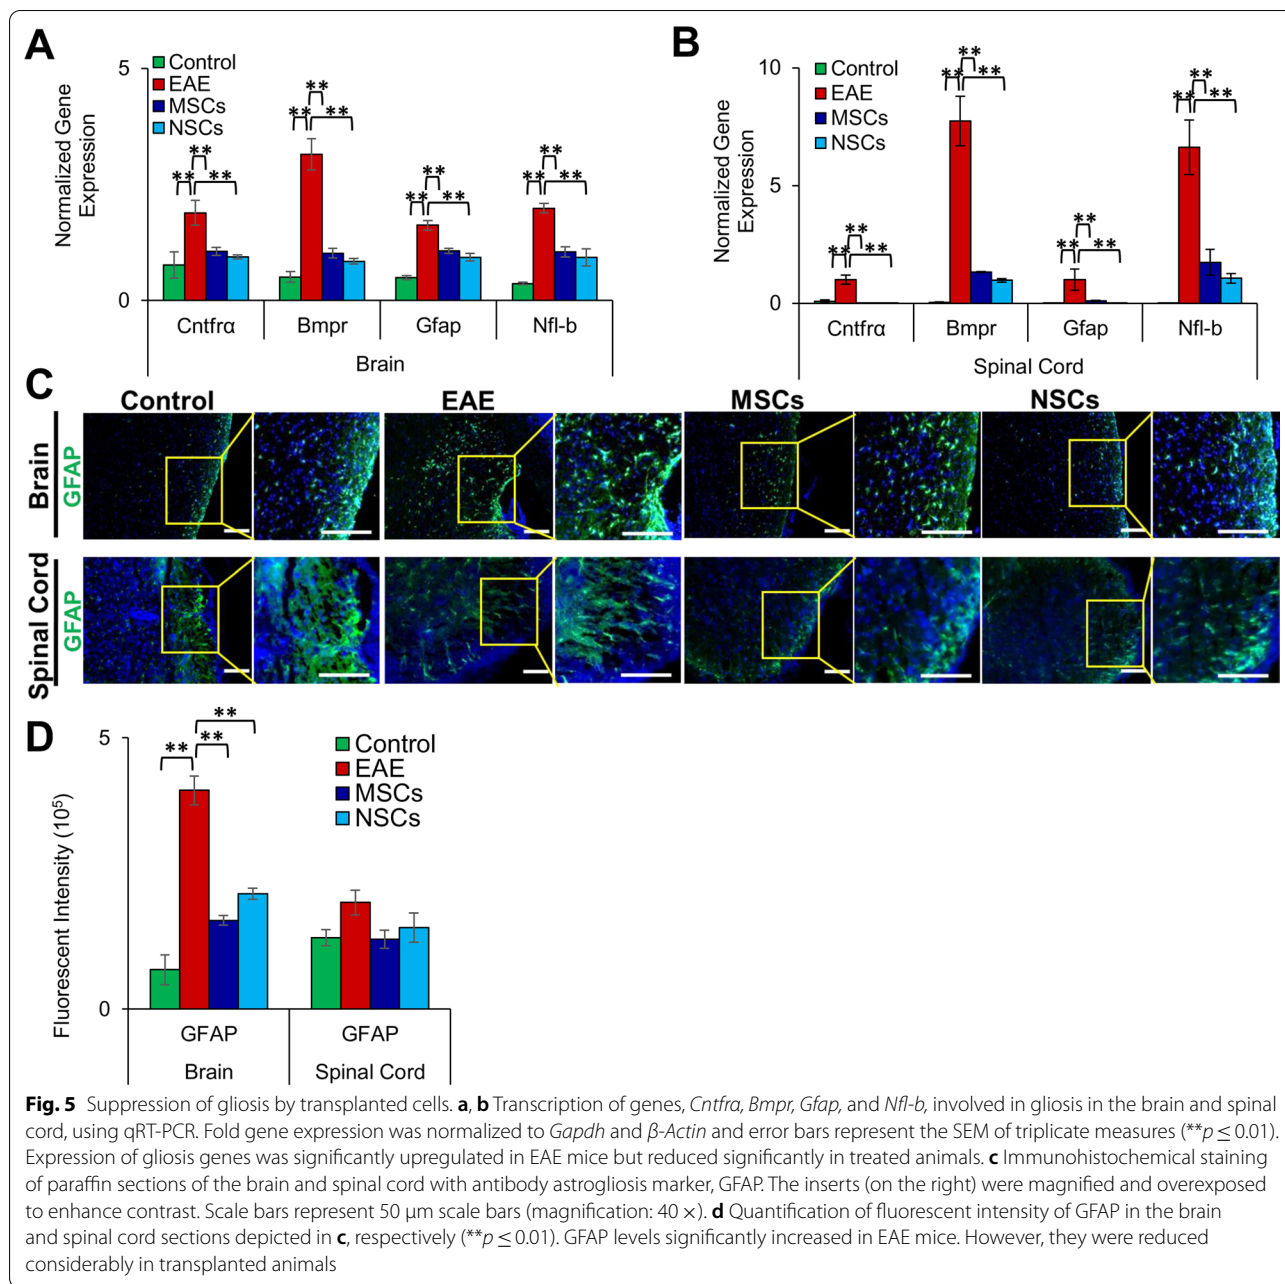 A
Control
EAE
MSCs
NSCs
5
0
Normalized Gene
Expression
** ** **
** ** **
** ** **
** ** **
Cntfrα Bmpr Gfap Nfl-b
Brain
B
Control
EAE
MSCs
NSCs
10
5
0
Normalized Gene
Expression
** ** **
** ** **
** ** **
** ** **
Cntfrα Bmpr Gfap Nfl-b
Spinal Cord
C
Control EAE MSCs NSCs
Brain
GFAP
Spinal Cord
GFAP
D
Control
EAE
MSCs
NSCs
5
0
Fluorescent Intensity (10⁵)
** ** **
GFAP GFAP
Brain Spinal Cord
Fig. 5 Suppression of gliosis by transplanted cells. a, b Transcription of genes, Cntfra, Bmpr, Gfap, and Nfl-b, involved in gliosis in the brain and spinal
cord, using qRT-PCR. Fold gene expression was normalized to Gapdh and β-Actin and error bars represent the SEM of triplicate measures (**p ≤ 0.01).
Expression of gliosis genes was significantly upregulated in EAE mice but reduced significantly in treated animals. c Immunohistochemical staining
of paraffin sections of the brain and spinal cord with antibody astrogliosis marker, GFAP. The inserts (on the right) were magnified and overexposed
to enhance contrast. Scale bars represent 50 μm scale bars (magnification: 40 ×). d Quantification of fluorescent intensity of GFAP in the brain
and spinal cord sections depicted in c, respectively (**p ≤ 0.01). GFAP levels significantly increased in EAE mice. However, they were reduced
considerably in transplanted animals